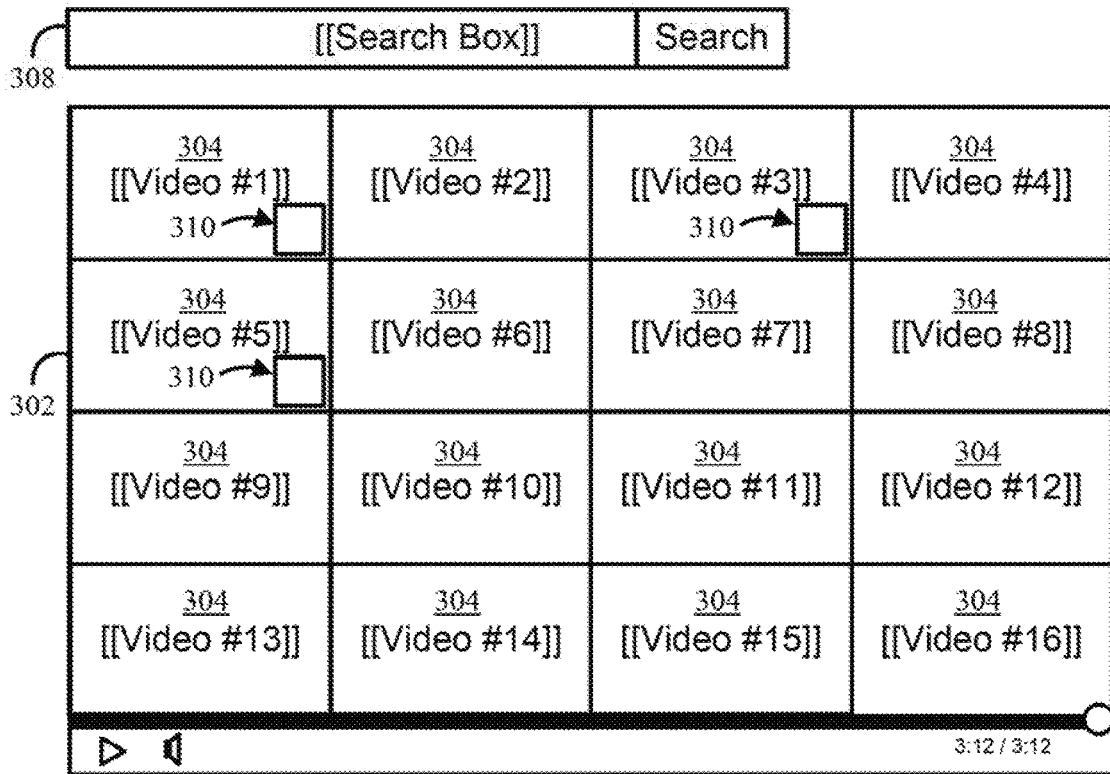 [[Search Box]] Search
308
304 304 304 304
[[Video #1]] [[Video #2]] [[Video #3]] [[Video #4]]
310 310
304 304 304 304
[[Video #5]] [[Video #6]] [[Video #7]] [[Video #8]]
310
302
304 304 304 304
[[Video #9]] [[Video #10]] [[Video #11]] [[Video #12]]
304 304 304 304
[[Video #13]] [[Video #14]] [[Video #15]] [[Video #16]]
3:12 / 3:12